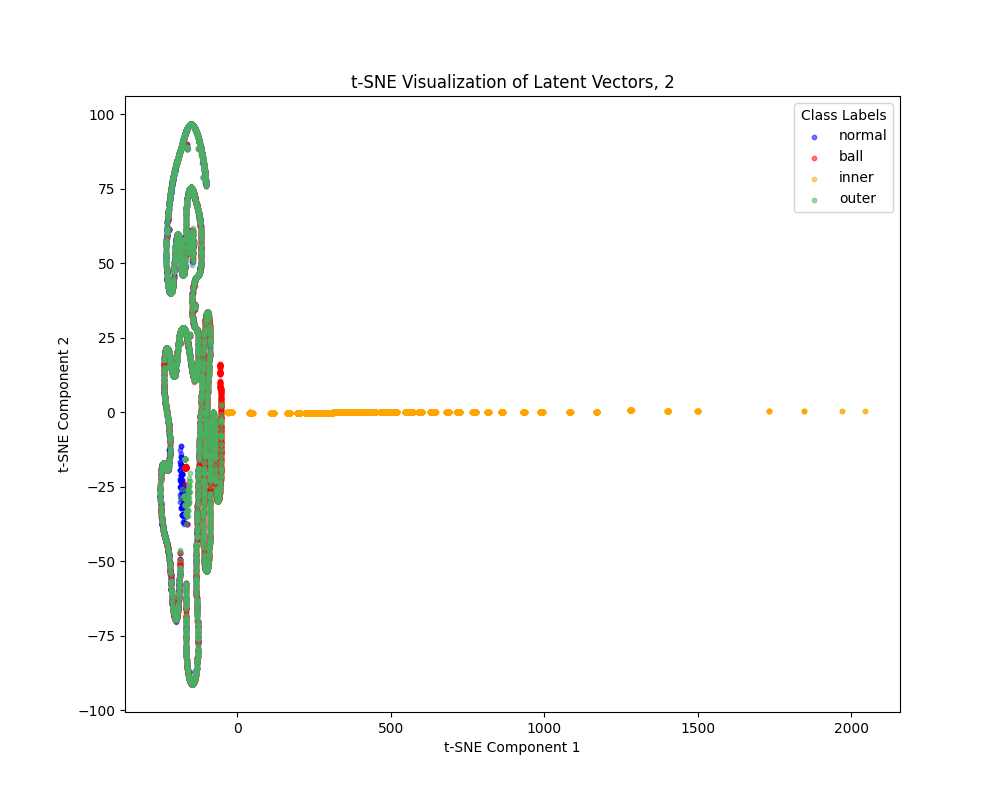 t-SNE Visualization of Latent Vectors, 2
Class Labels
normal
ball
inner
outer
100
75
50
25
0
−25
−50
−75
−100
t-SNE Component 2
0
500
1000
1500
2000
t-SNE Component 1